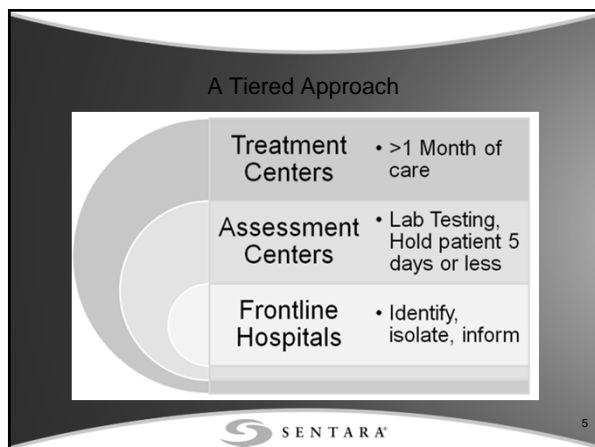 A Tiered Approach
Treatment
Centers
• >1 Month of
care
Assessment
Centers
• Lab Testing,
Hold patient 5
days or less
Frontline
Hospitals
• Identify,
isolate, inform
SENTARA®
5